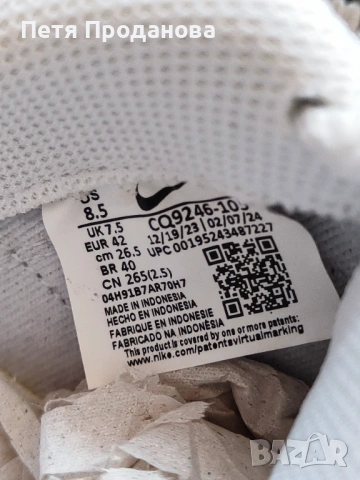 Петя Проданова
US
8.5
UK 7.5
EUR 42
cm 26.5
BR 40
CN 265(2.5)
04H91B7AR70H7
MADE IN INDONESIA
HECHO EN INDONESIA
FABRIQUE EN INDONESIE
FABRICADO NA INDONÉSIA
This product is covered by one or more patents:
www.nike.com/patentsvirtualmarking
CQ9246-10
12/19/23 02/07/24
UPC 00195243487227
BAZAR